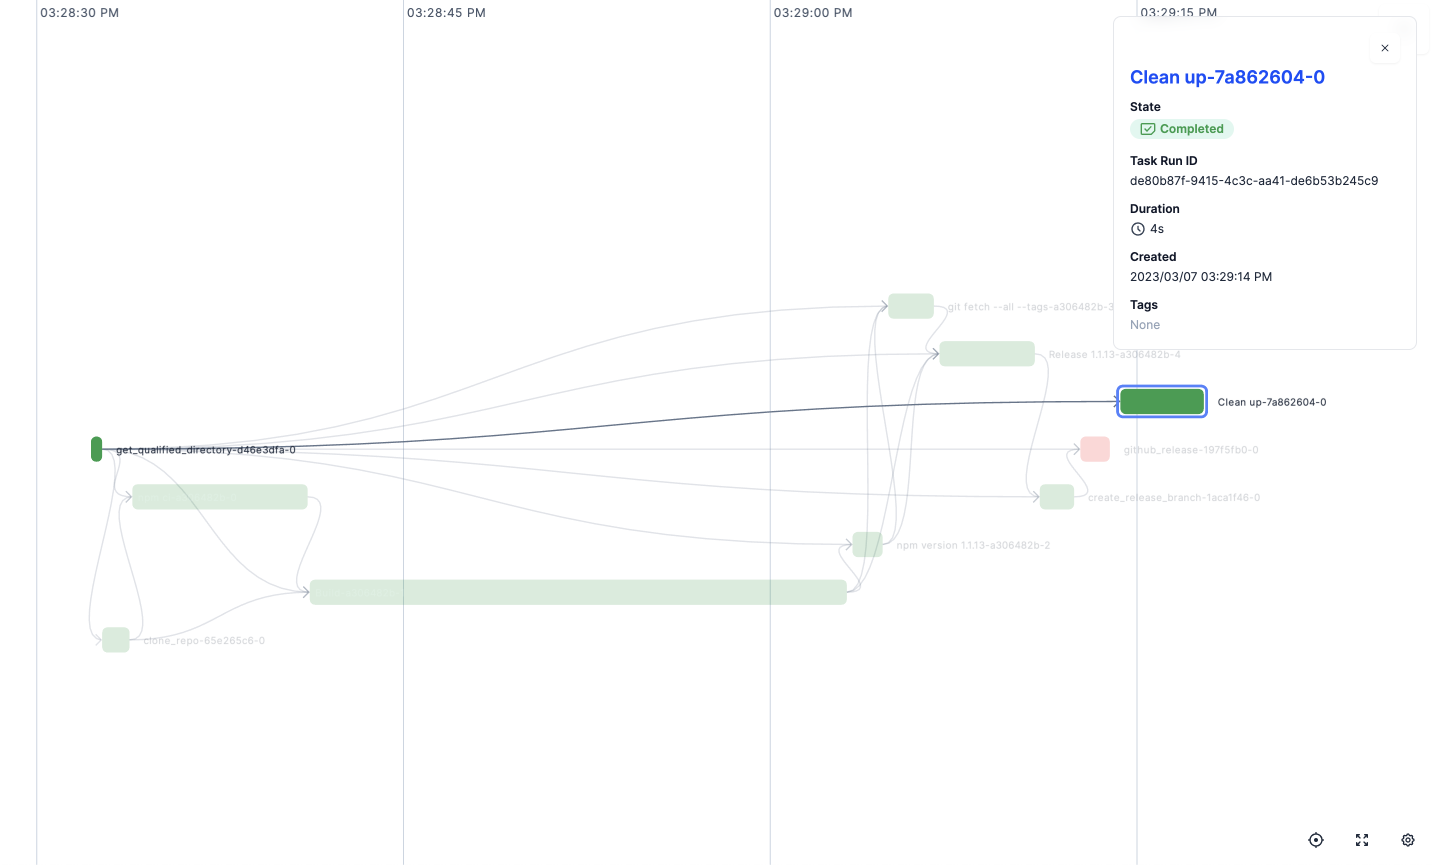 03:28:30 PM
03:28:45 PM
03:29:00 PM
03:29:15 PM
Clean up-7a862604-0
State
Completed
Task Run ID
de80b87f-9415-4c3c-aa41-de6b53b245c9
Duration
4s
Created
2023/03/07 03:29:14 PM
Tags
None
git fetch --all --tags-a306482b-3
Release 1.1.13-a306482b-4
Clean up-7a862604-0
get_qualified_directory-d46e3dfa-0
github_release-197f5fb0-0
create_release_branch-1aca1f46-0
npm version 1.1.13-a306482b-2
clone_repo-65e265c6-0